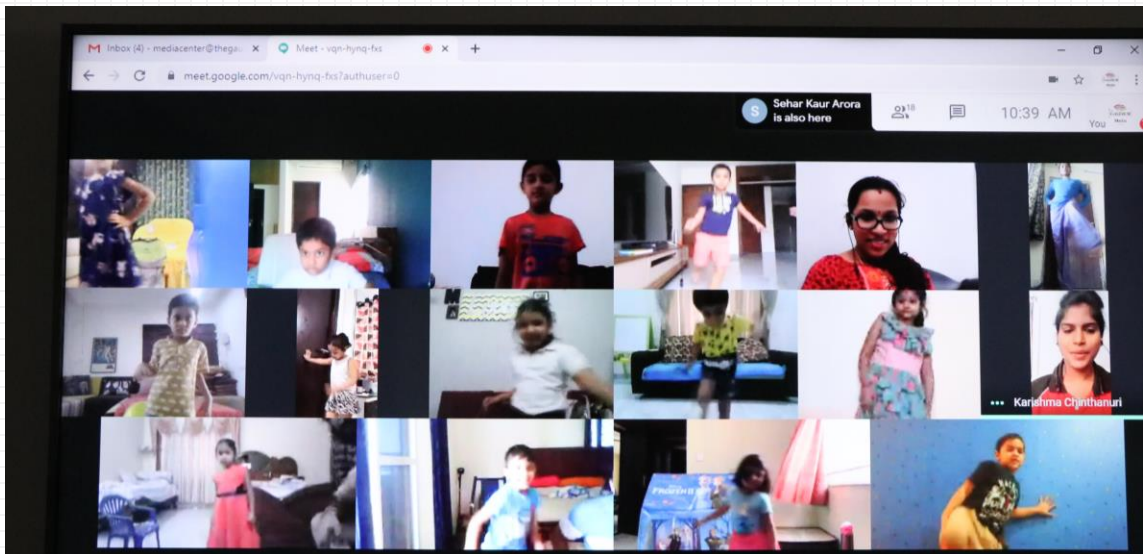 Inbox (4) - mediacenter@thega
Meet - vqn-hynq-fxs
meet.google.com/vqn-hynq-fxs?authuser=0
S
Sehar Kaur Arora
is also here
18
10:39 AM
You
Karishma Chinthanuri
FROZEN II